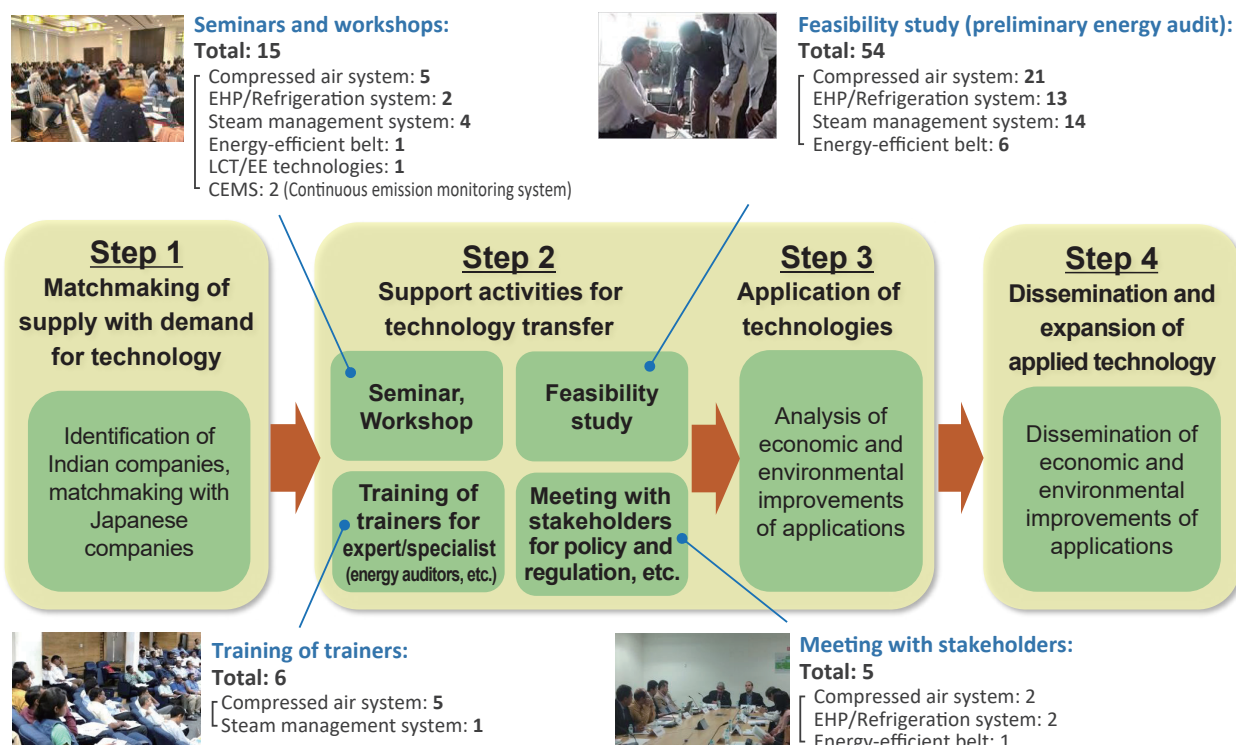 Seminars and workshops:
Total: 15
Compressed air system: 5
EHP/Refrigeration system: 2
Steam management system: 4
Energy-efficient belt: 1
LCT/EE technologies: 1
CEMS: 2 (Continuous emission monitoring system)
Feasibility study (preliminary energy audit):
Total: 54
Compressed air system: 21
EHP/Refrigeration system: 13
Steam management system: 14
Energy-efficient belt: 6
Step 1
Matchmaking of
supply with demand
for technology
Identification of
Indian companies,
matchmaking with
Japanese
companies
Step 2
Support activities for
technology transfer
Seminar,
Workshop
Feasibility
study
Training of
trainers for
expert/specialist
(energy auditors, etc.)
Meeting with
stakeholders
for policy and
regulation, etc.
Step 3
Application of
technologies
Analysis of
economic and
environmental
improvements
of applications
Step 4
Dissemination and
expansion of
applied technology
Dissemination of
economic and
environmental
improvements of
applications
Training of trainers:
Total: 6
Compressed air system: 5
Steam management system: 1
Meeting with stakeholders:
Total: 5
Compressed air system: 2
EHP/Refrigeration system: 2
Energy-efficient belt: 1